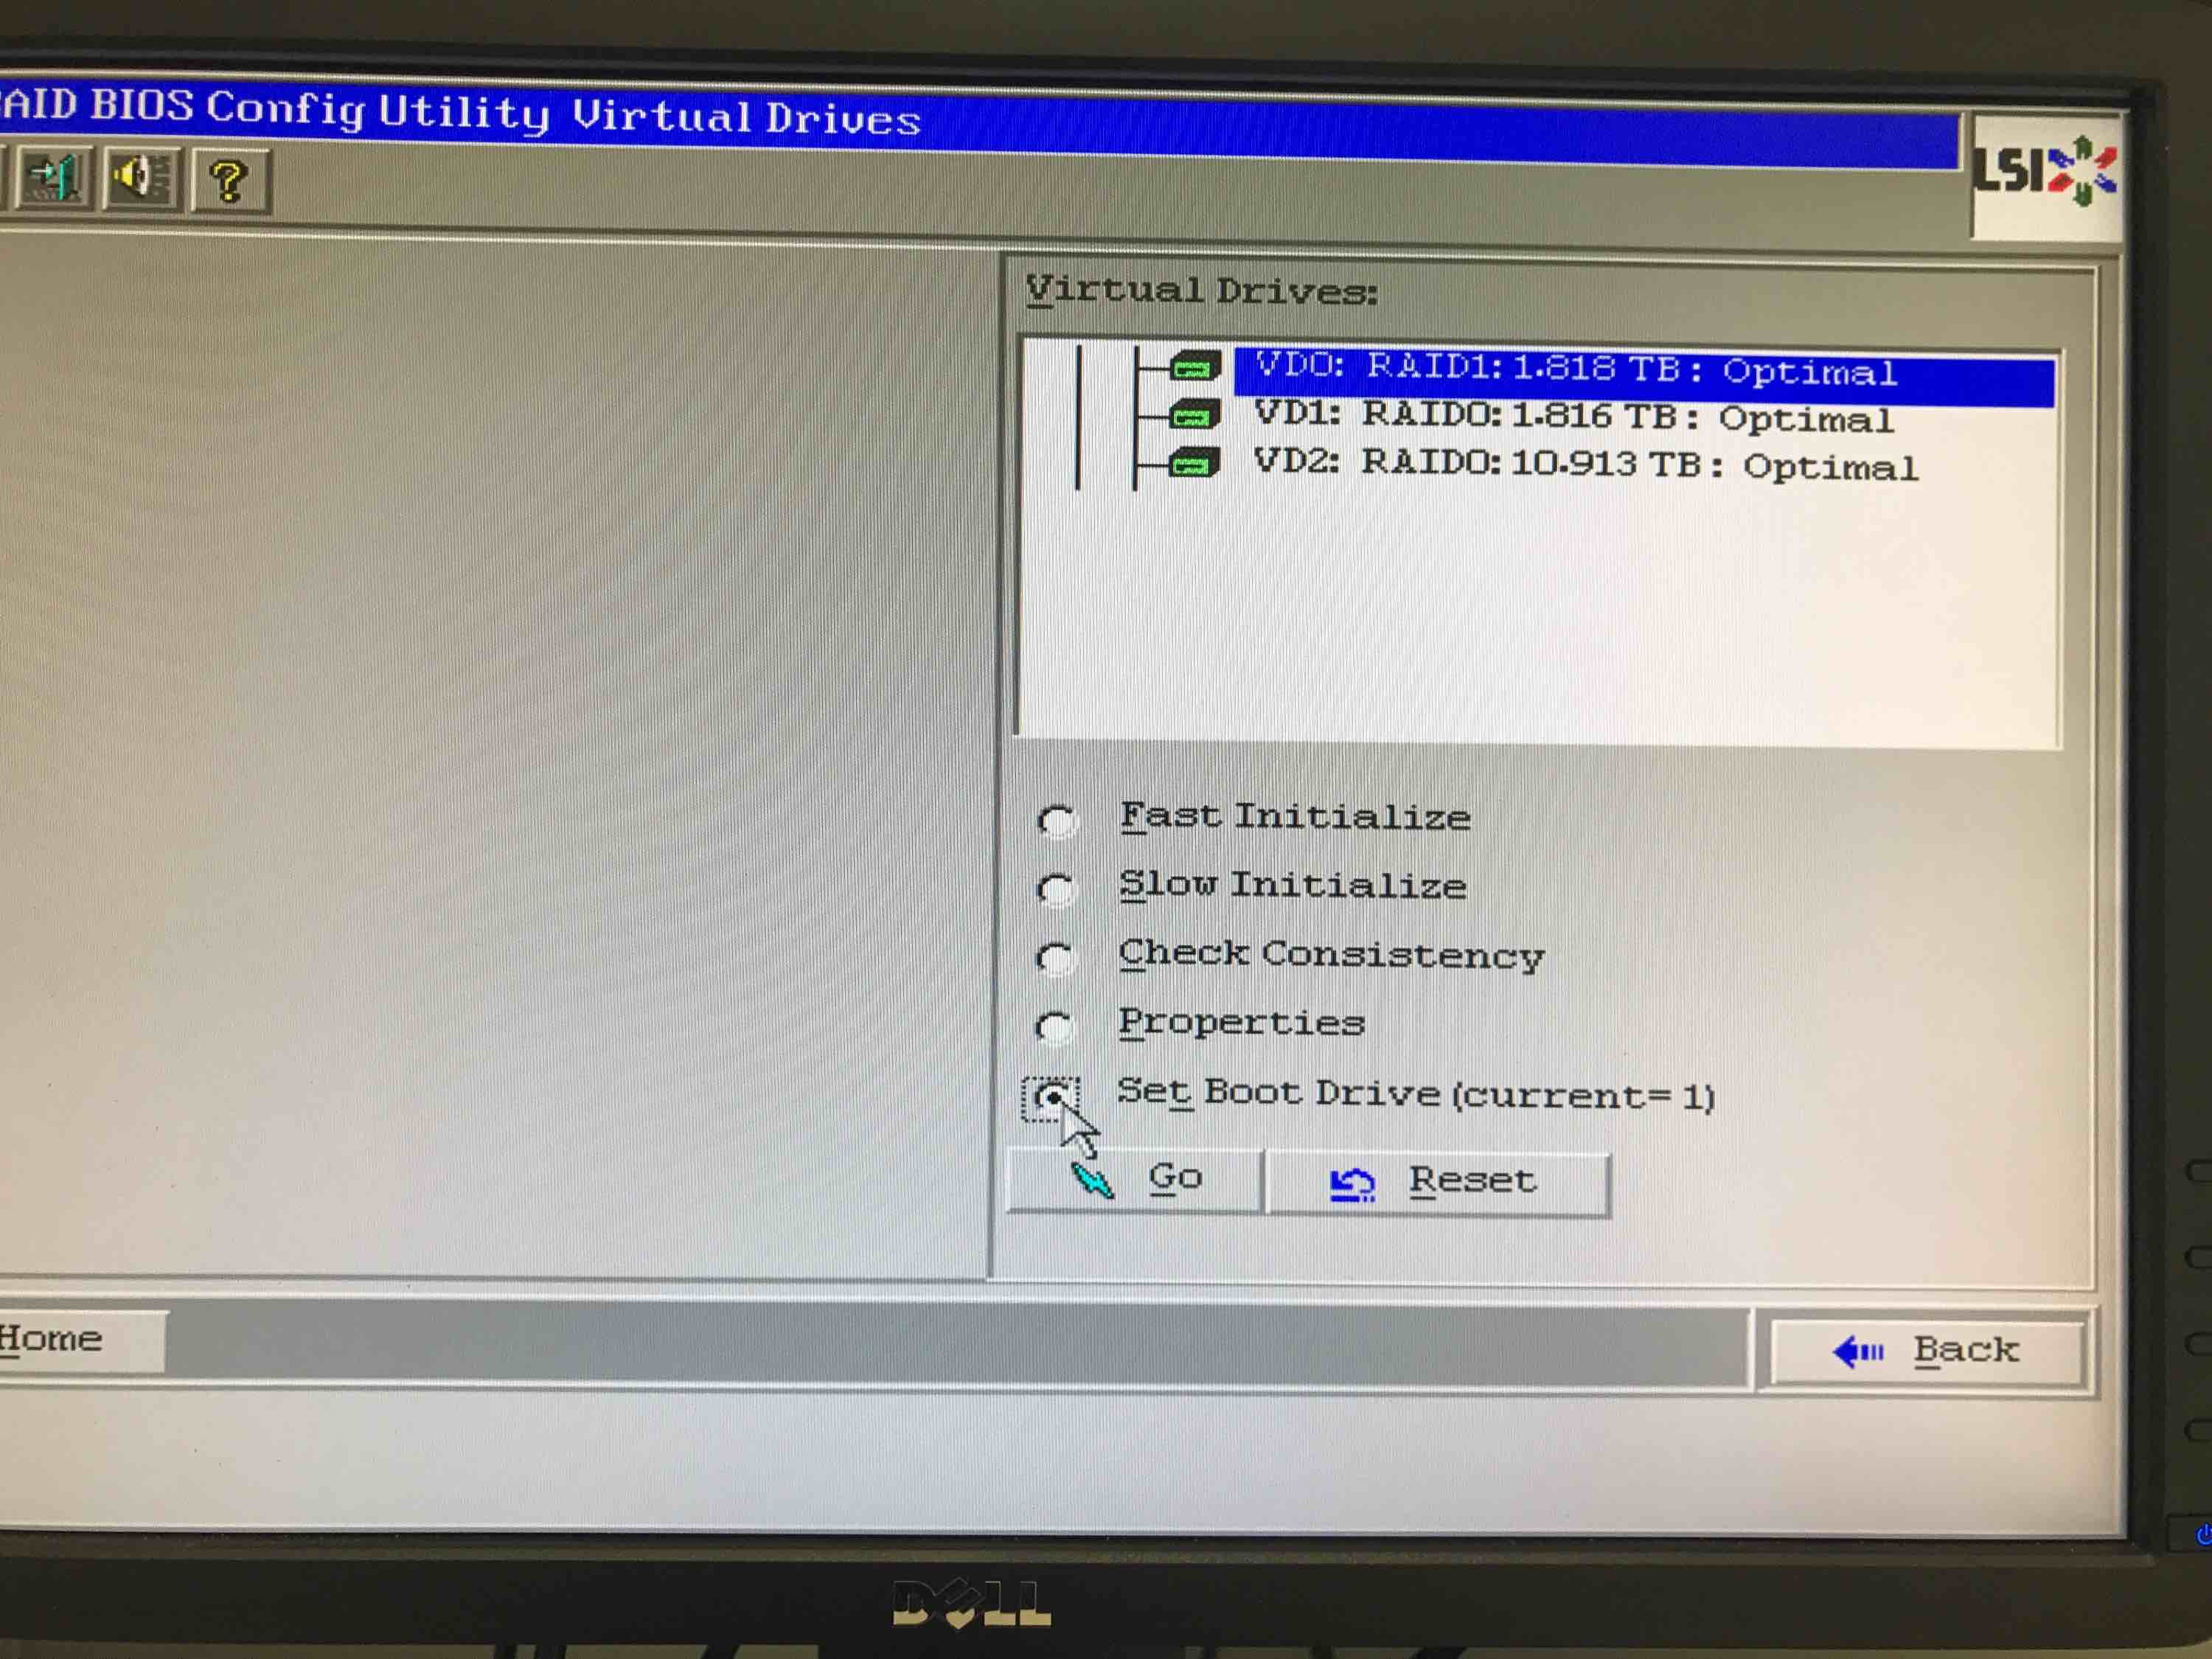 AID BIOS Config Utility Virtual Drives
LSI
Virtual Drives:
VD0: RAID1: 1.818 TB: Optimal
VD1: RAID0: 1.816 TB: Optimal
VD2: RAID0: 10.913 TB: Optimal
Fast Initialize
Slow Initialize
Check Consistency
Properties
Set Boot Drive (current= 1)
Go
Reset
Home
Back
DELL